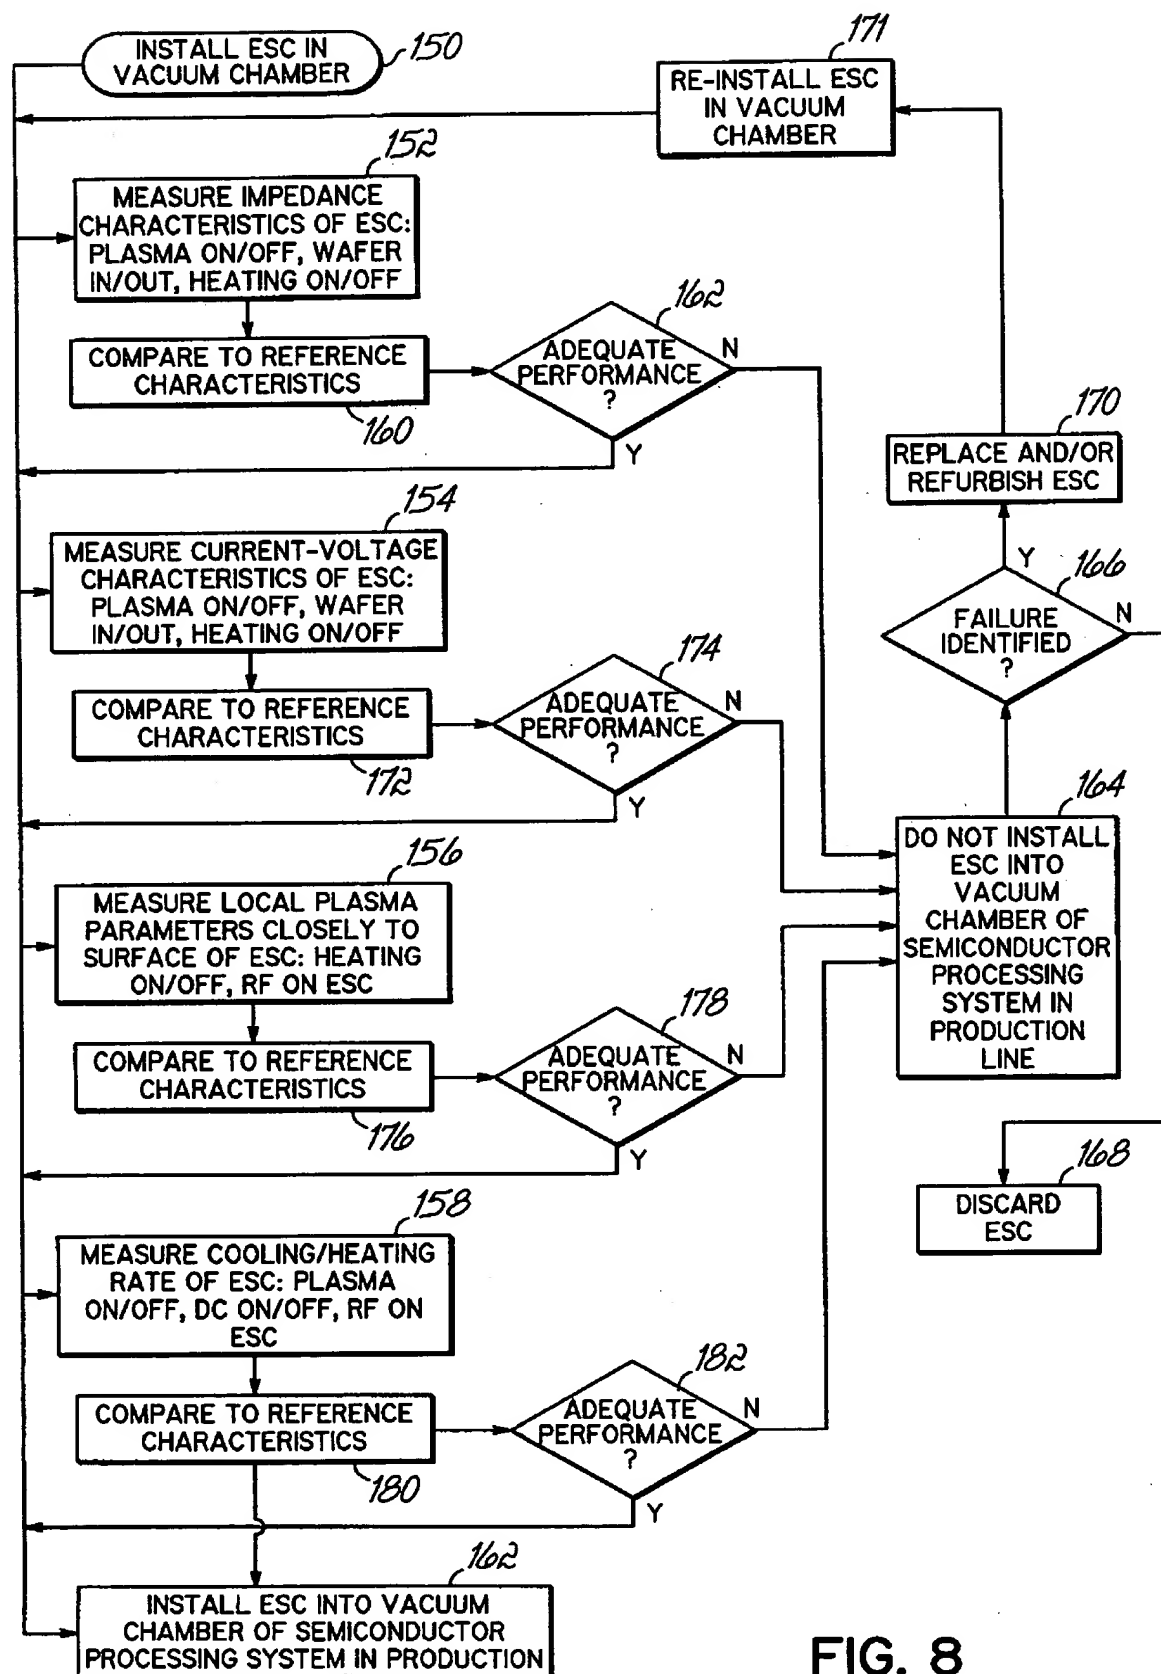 INSTALL ESC IN
VACUUM CHAMBER
150
171
RE-INSTALL ESC
IN VACUUM
CHAMBER
152
MEASURE IMPEDANCE
CHARACTERISTICS OF ESC:
PLASMA ON/OFF, WAFER
IN/OUT, HEATING ON/OFF
COMPARE TO REFERENCE
CHARACTERISTICS
160
162
ADEQUATE
PERFORMANCE
?
N
Y
170
REPLACE AND/OR
REFURBISH ESC
Y
166
FAILURE
IDENTIFIED
?
N
154
MEASURE CURRENT-VOLTAGE
CHARACTERISTICS OF ESC:
PLASMA ON/OFF, WAFER
IN/OUT, HEATING ON/OFF
COMPARE TO REFERENCE
CHARACTERISTICS
172
174
ADEQUATE
PERFORMANCE
?
N
Y
164
DO NOT INSTALL
ESC INTO
VACUUM
CHAMBER OF
SEMICONDUCTOR
PROCESSING
SYSTEM IN
PRODUCTION
LINE
156
MEASURE LOCAL PLASMA
PARAMETERS CLOSELY TO
SURFACE OF ESC: HEATING
ON/OFF, RF ON ESC
COMPARE TO REFERENCE
CHARACTERISTICS
176
178
ADEQUATE
PERFORMANCE
?
N
Y
168
DISCARD
ESC
158
MEASURE COOLING/HEATING
RATE OF ESC: PLASMA
ON/OFF, DC ON/OFF, RF ON
ESC
COMPARE TO REFERENCE
CHARACTERISTICS
180
182
ADEQUATE
PERFORMANCE
?
N
Y
162
INSTALL ESC INTO VACUUM
CHAMBER OF SEMICONDUCTOR
PROCESSING SYSTEM IN PRODUCTION
FIG. 8